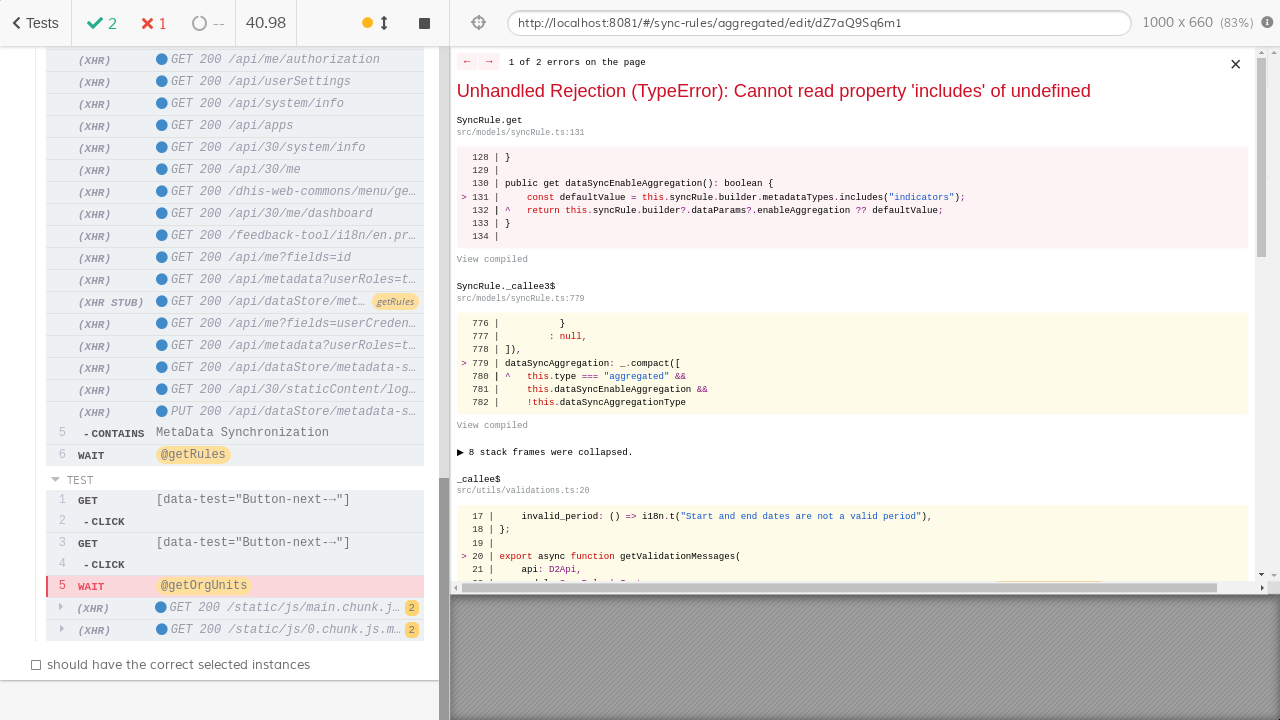 Tests
2
1
--
40.98
http://localhost:8081/#/sync-rules/aggregated/edit/dZ7aQ9Sq6m1
1000 x 660 (83%)
(XHR) GET 200 /api/me/authorization
(XHR) GET 200 /api/userSettings
(XHR) GET 200 /api/system/info
(XHR) GET 200 /api/apps
(XHR) GET 200 /api/30/system/info
(XHR) GET 200 /api/30/me
(XHR) GET 200 /dhis-web-commons/menu/ge…
(XHR) GET 200 /api/30/me/dashboard
(XHR) GET 200 /feedback-tool/i18n/en.pr…
(XHR) GET 200 /api/me?fields=id
(XHR) GET 200 /api/metadata?userRoles=t…
(XHR STUB) GET 200 /api/dataStore/met… getRules
(XHR) GET 200 /api/me?fields=userCreden…
(XHR) GET 200 /api/metadata?userRoles=t…
(XHR) GET 200 /api/dataStore/metadata-s…
(XHR) GET 200 /api/30/staticContent/log…
(XHR) PUT 200 /api/dataStore/metadata-s…
5 -CONTAINS MetaData Synchronization
6 WAIT @getRules
TEST
1 GET [data-test="Button-next-→"]
2 -CLICK
3 GET [data-test="Button-next-→"]
4 -CLICK
5 WAIT @getOrgUnits
(XHR) GET 200 /static/js/main.chunk.j… 2
(XHR) GET 200 /static/js/0.chunk.js.m… 2
should have the correct selected instances
← → 1 of 2 errors on the page
Unhandled Rejection (TypeError): Cannot read property 'includes' of undefined
SyncRule.get
src/models/syncRule.ts:131
128 | }
129 |
130 | public get dataSyncEnableAggregation(): boolean {
> 131 | const defaultValue = this.syncRule.builder.metadataTypes.includes("indicators");
132 | ^ return this.syncRule.builder?.dataParams?.enableAggregation ?? defaultValue;
133 | }
134 |
View compiled
SyncRule._callee3$
src/models/syncRule.ts:779
776 | }
777 | : null,
778 | ]),
> 779 | dataSyncAggregation: _.compact([
780 | ^ this.type === "aggregated" &&
781 | this.dataSyncEnableAggregation &&
782 | !this.dataSyncAggregationType
View compiled
▶ 8 stack frames were collapsed.
_callee$
src/utils/validations.ts:20
17 | invalid_period: () => i18n.t("Start and end dates are not a valid period"),
18 | };
19 |
> 20 | export async function getValidationMessages(
21 | api: D2Api,